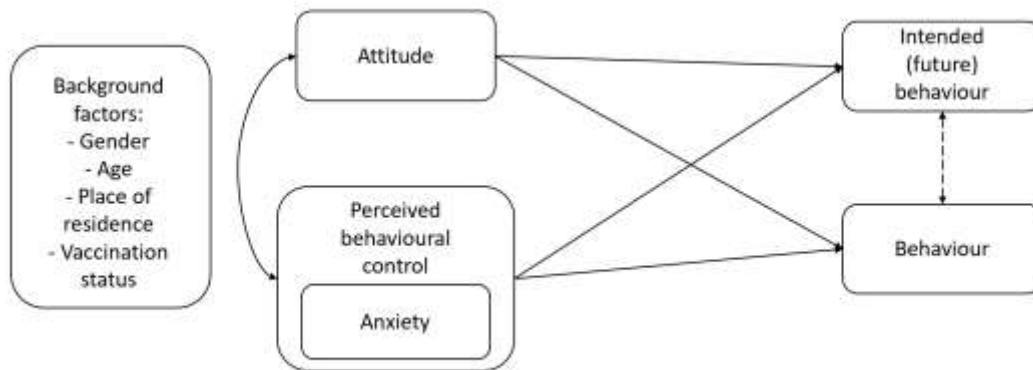 Background
factors:
- Gender
- Age
- Place of
residence
- Vaccination
status
Attitude
Perceived
behavioural
control
Anxiety
Intended
(future)
behaviour
Behaviour